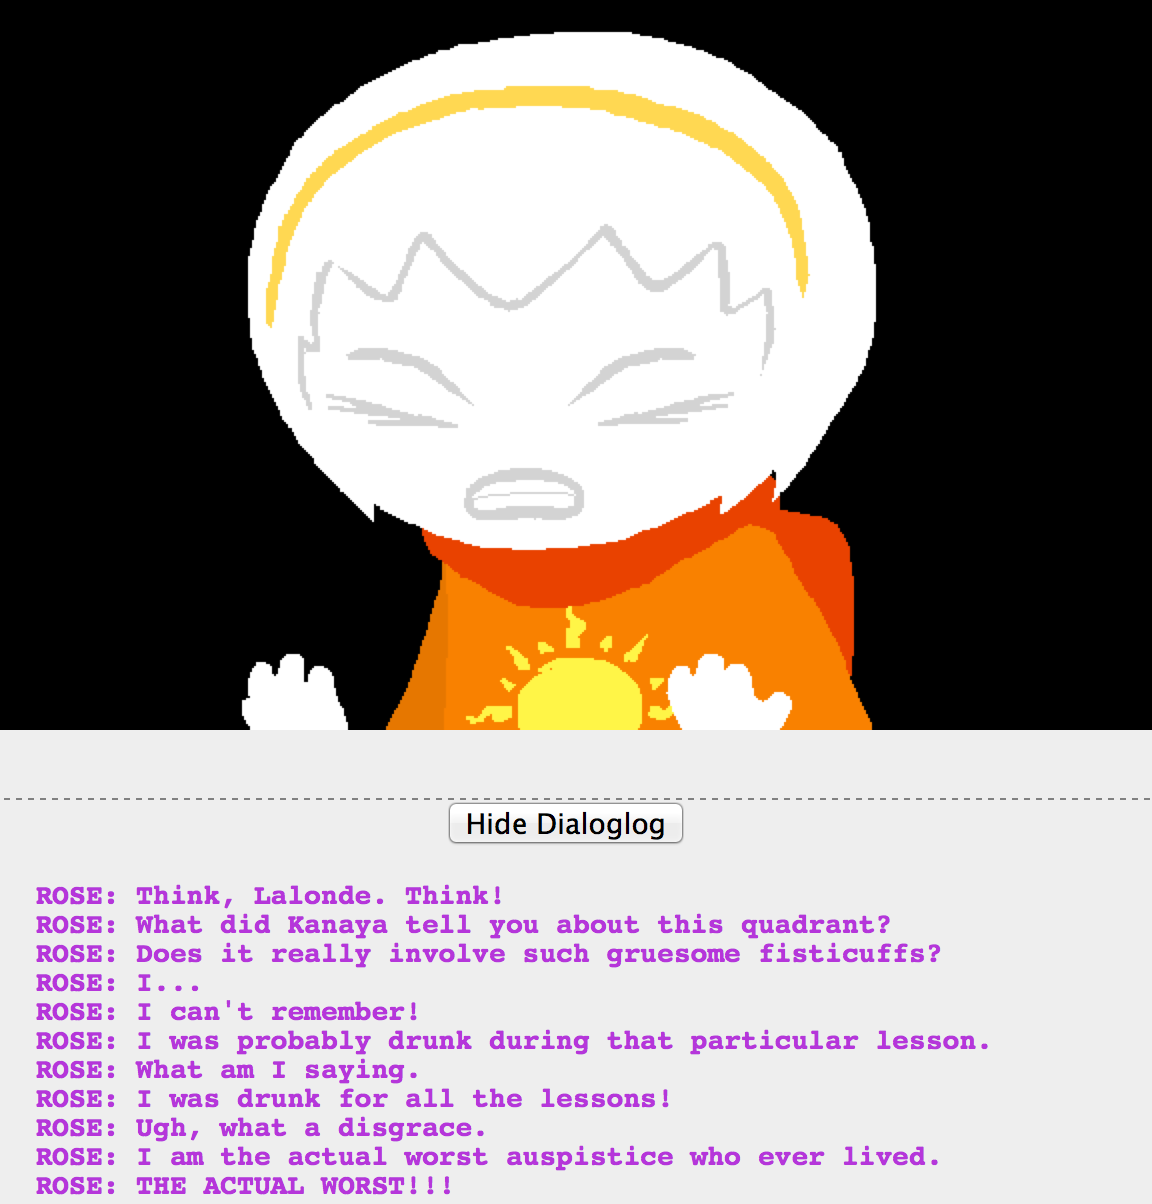 Hide Dialoglog
ROSE: Think, Lalonde. Think!
ROSE: What did Kanaya tell you about this quadrant?
ROSE: Does it really involve such gruesome fisticuffs?
ROSE: I...
ROSE: I can't remember!
ROSE: I was probably drunk during that particular lesson.
ROSE: What am I saying.
ROSE: I was drunk for all the lessons!
ROSE: Ugh, what a disgrace.
ROSE: I am the actual worst auspistice who ever lived.
ROSE: THE ACTUAL WORST!!!